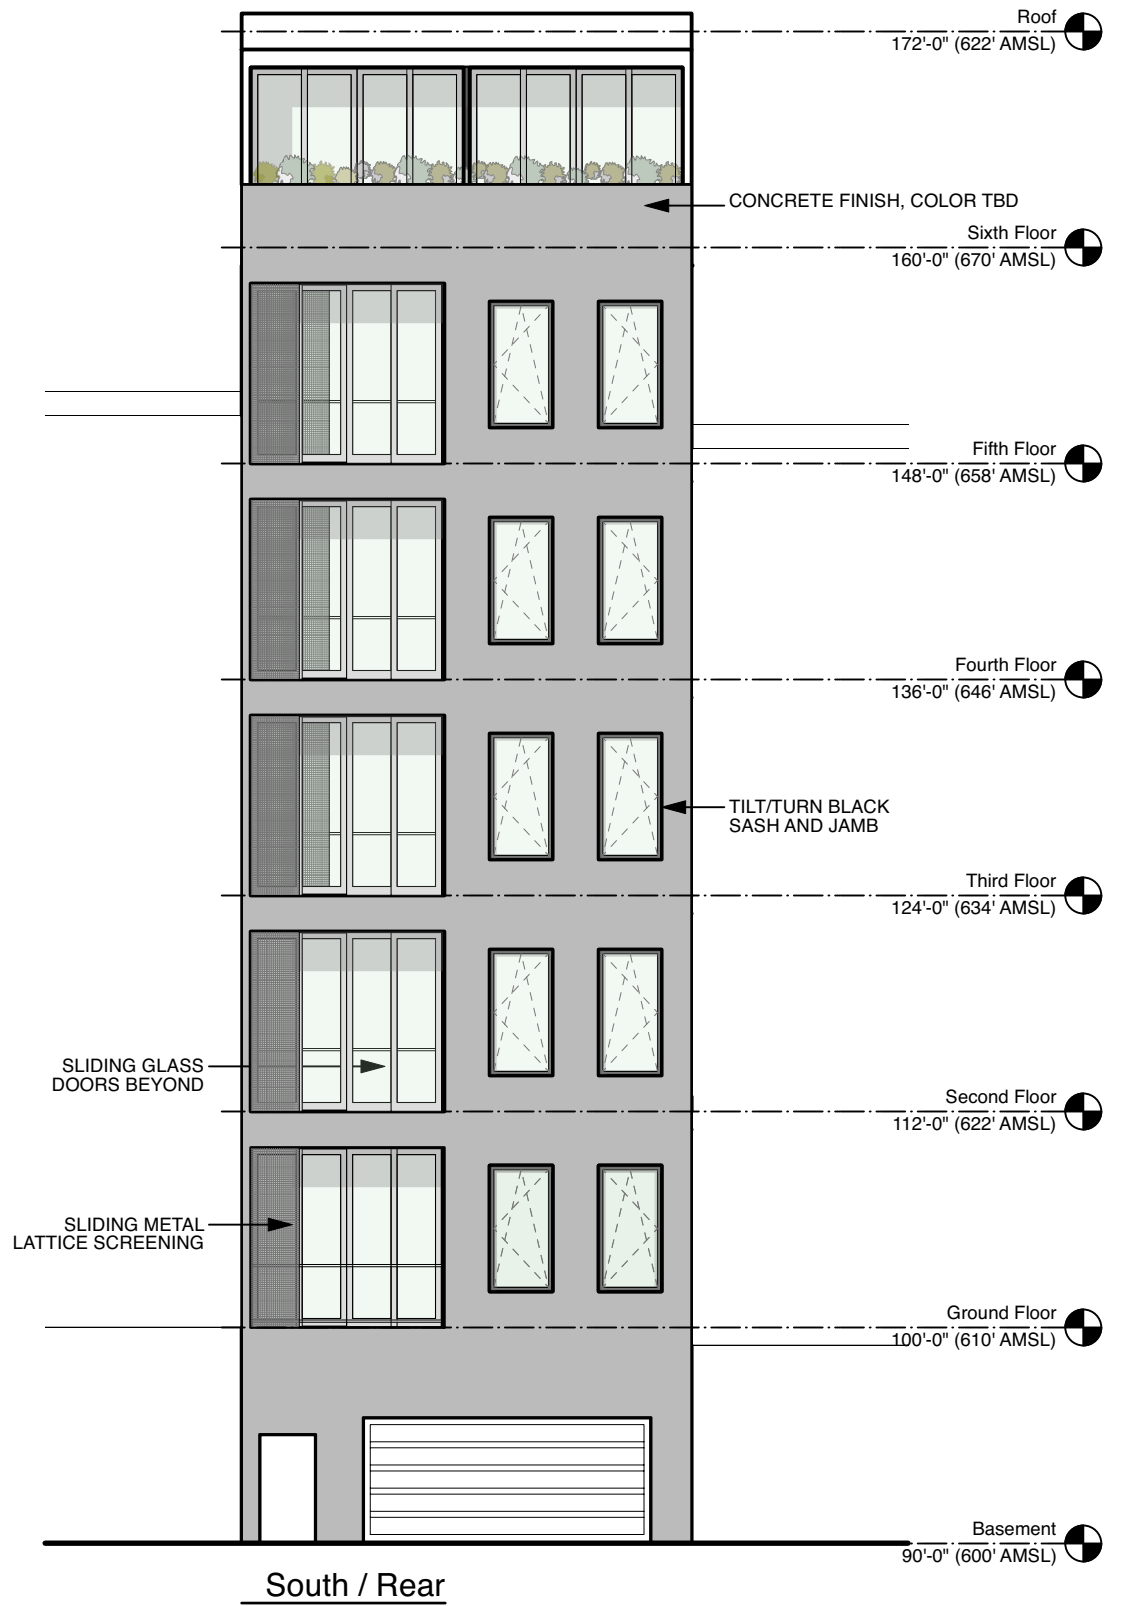 Roof
172'-0" (622' AMSL)
CONCRETE FINISH, COLOR TBD
Sixth Floor
160'-0" (670' AMSL)
Fifth Floor
148'-0" (658' AMSL)
Fourth Floor
136'-0" (646' AMSL)
TILT/TURN BLACK
SASH AND JAMB
Third Floor
124'-0" (634' AMSL)
SLIDING GLASS
DOORS BEYOND
Second Floor
112'-0" (622' AMSL)
SLIDING METAL
LATTICE SCREENING
Ground Floor
100'-0" (610' AMSL)
Basement
90'-0" (600' AMSL)
South / Rear